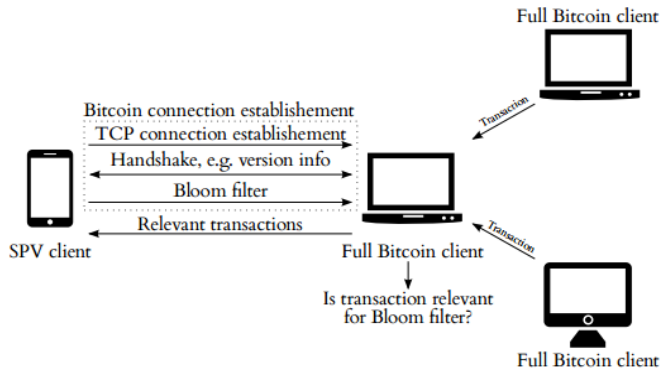 Full Bitcoin client
Transaction
Bitcoin connection establishement
TCP connection establishement
Handshake, e.g. version info
Bloom filter
Relevant transactions
SPV client
Full Bitcoin client
Transaction
Is transaction relevant
for Bloom filter?
Full Bitcoin client